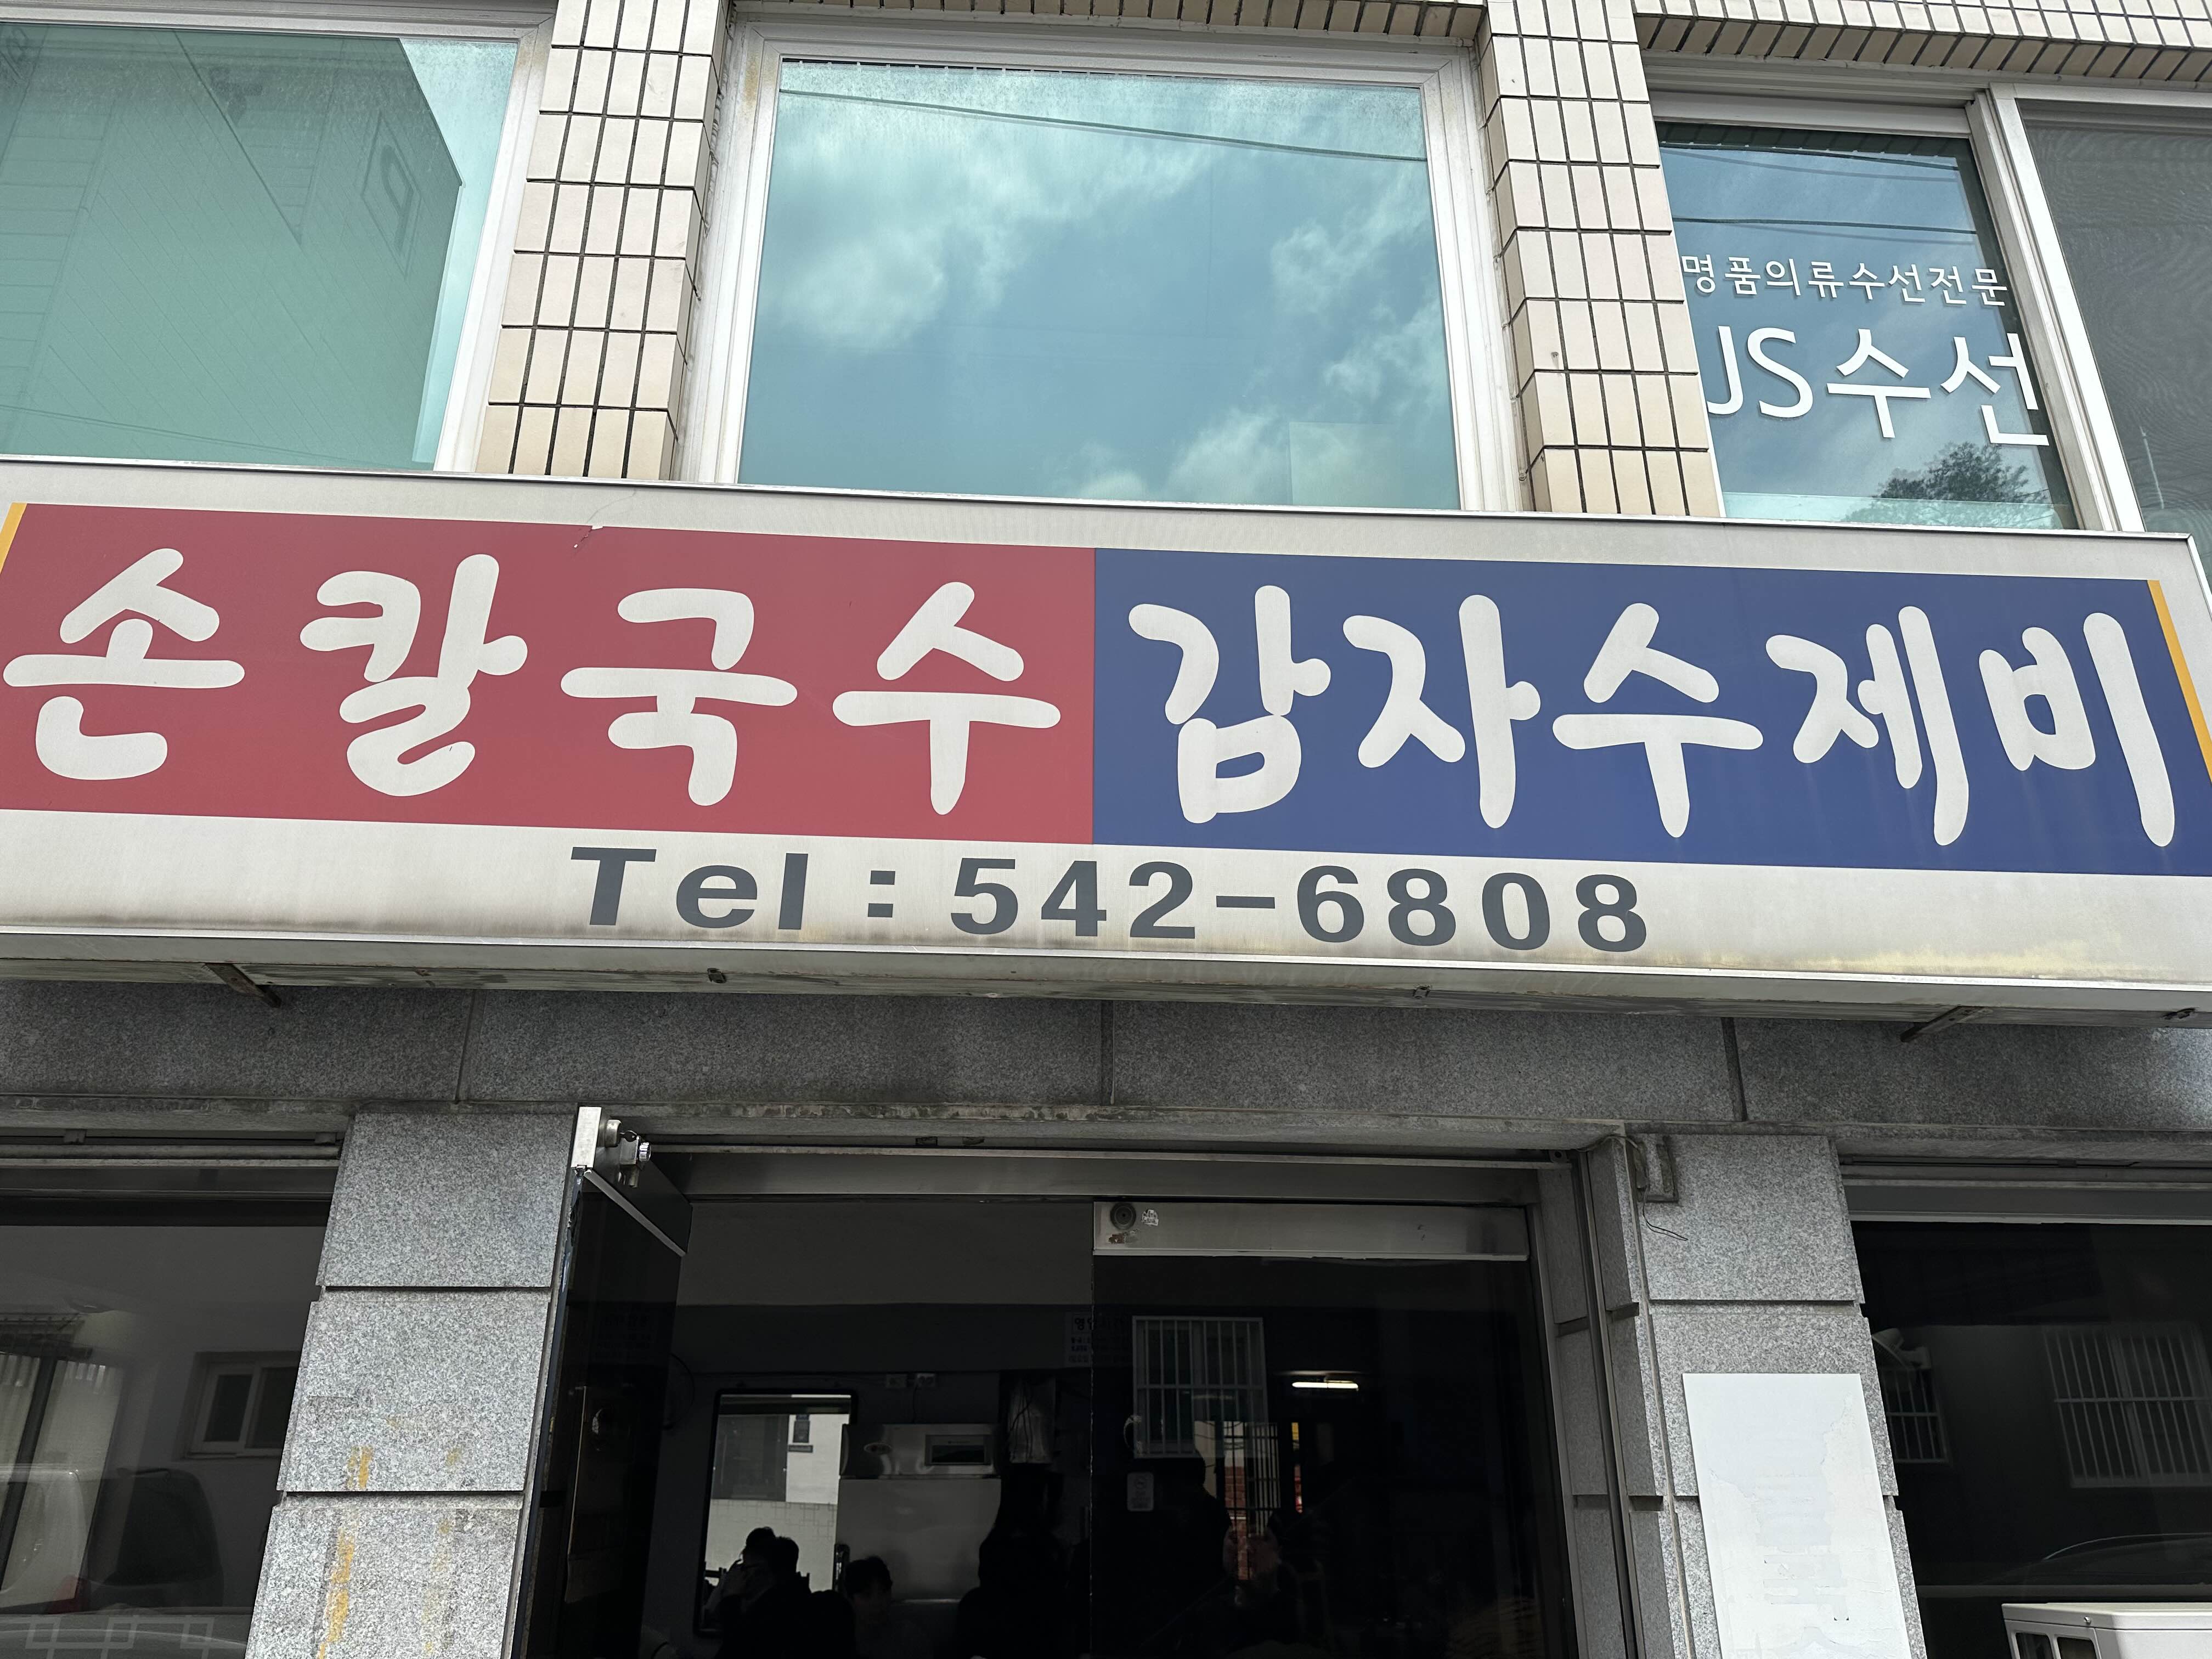 명품의류수선전문
JS수선
손칼국수 감자수제비
Tel : 542-6808